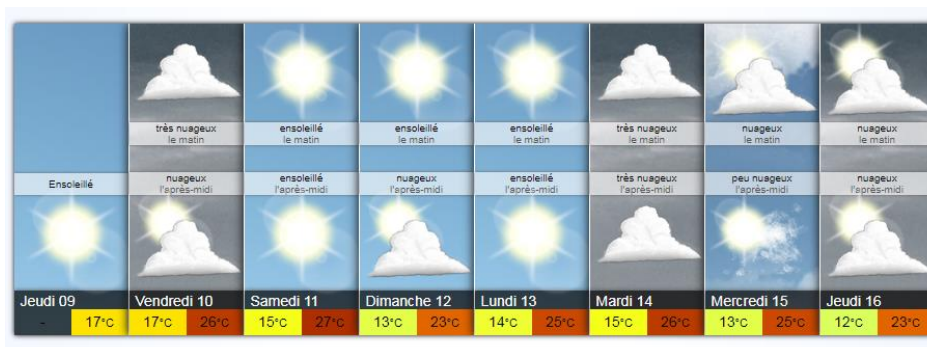 très nuageux
le matin
ensoleillé
le matin
ensoleillé
le matin
ensoleillé
le matin
très nuageux
le matin
nuageux
le matin
nuageux
le matin
Ensoleillé
nuageux
l'après-midi
ensoleillé
l'après-midi
nuageux
l'après-midi
ensoleillé
l'après-midi
très nuageux
l'après-midi
peu nuageux
l'après-midi
nuageux
l'après-midi
Jeudi 09
Vendredi 10
Samedi 11
Dimanche 12
Lundi 13
Mardi 14
Mercredi 15
Jeudi 16
- 17°C
17°C 26°C
15°C 27°C
13°C 23°C
14°C 25°C
15°C 26°C
13°C 25°C
12°C 23°C